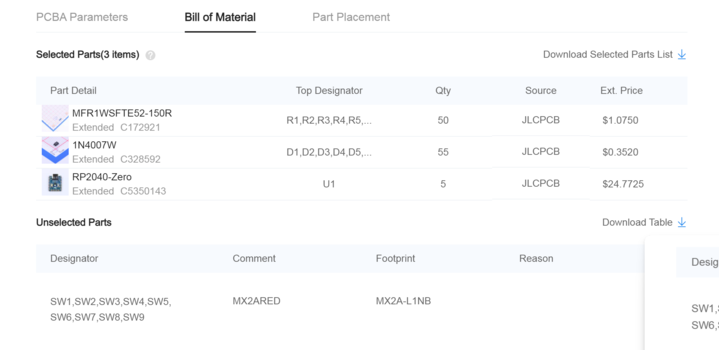 PCBA Parameters Bill of Material Part Placement
Selected Parts(3 items) ? Download Selected Parts List
Part Detail Top Designator Qty Source Ext. Price
MFR1WSFTE52-150R
Extended C172921
R1,R2,R3,R4,R5,... 50 JLCPCB $1.0750
1N4007W
Extended C328592
D1,D2,D3,D4,D5,... 55 JLCPCB $0.3520
RP2040-Zero
Extended C5350143
U1 5 JLCPCB $24.7725
Unselected Parts Download Table
Designator Comment Footprint Reason
SW1,SW2,SW3,SW4,SW5, MX2ARED MX2A-L1NB
SW6,SW7,SW8,SW9
Desig
SW1,S
SW6,S